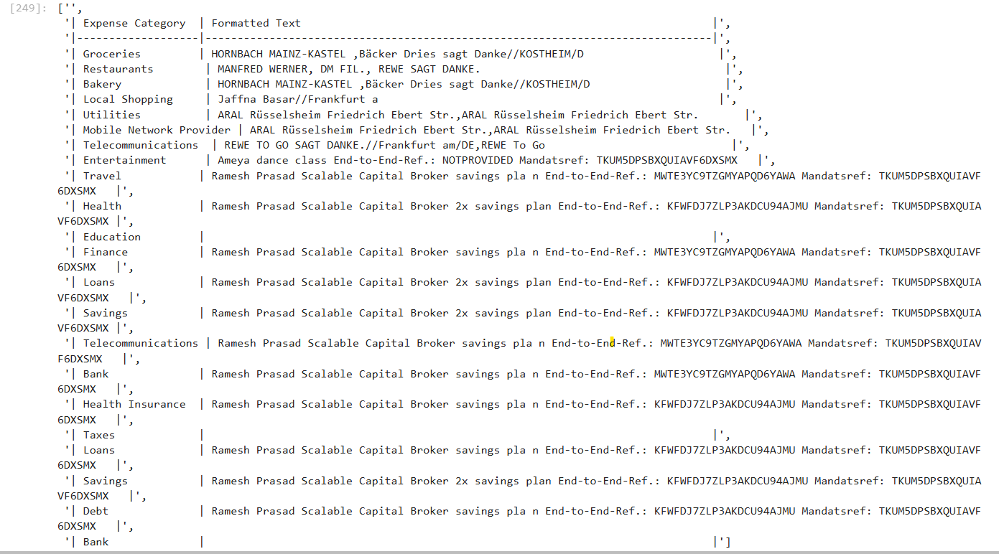 [249]: ['',
'| Expense Category | Formatted Text |',
'|-------------------|-------------------------------------------------------------------------------|',
'| Groceries | HORNBACH MAINZ-KASTEL ,Bäcker Dries sagt Danke//KOSTHEIM/D |',
'| Restaurants | MANFRED WERNER, DM FIL., REWE SAGT DANKE. |',
'| Bakery | HORNBACH MAINZ-KASTEL ,Bäcker Dries sagt Danke//KOSTHEIM/D |',
'| Local Shopping | Jaffna Basar//Frankfurt a |',
'| Utilities | ARAL Rüsselsheim Friedrich Ebert Str.,ARAL Rüsselsheim Friedrich Ebert Str. |',
'| Mobile Network Provider | ARAL Rüsselsheim Friedrich Ebert Str.,ARAL Rüsselsheim Friedrich Ebert Str. |',
'| Telecommunications | REWE TO GO SAGT DANKE.//Frankfurt am/DE,REWE To Go |',
'| Entertainment | Ameya dance class End-to-End-Ref.: NOTPROVIDED Mandatsref: TKUM5DPSBXQUIAVF6DXSMX |',
'| Travel | Ramesh Prasad Scalable Capital Broker savings pla n End-to-End-Ref.: MWTE3YC9TZGMYAPQD6YAWA Mandatsref: TKUM5DPSBXQUIAVF
6DXSMX |',
'| Health | Ramesh Prasad Scalable Capital Broker 2x savings plan End-to-End-Ref.: KFWFDJ7ZLP3AKDCU94AJMU Mandatsref: TKUM5DPSBXQUIA
VF6DXSMX |',
'| Education | |',
'| Finance | Ramesh Prasad Scalable Capital Broker savings pla n End-to-End-Ref.: MWTE3YC9TZGMYAPQD6YAWA Mandatsref: TKUM5DPSBXQUIAVF
6DXSMX |',
'| Loans | Ramesh Prasad Scalable Capital Broker 2x savings plan End-to-End-Ref.: KFWFDJ7ZLP3AKDCU94AJMU Mandatsref: TKUM5DPSBXQUIA
VF6DXSMX |',
'| Savings | Ramesh Prasad Scalable Capital Broker 2x savings plan End-to-End-Ref.: KFWFDJ7ZLP3AKDCU94AJMU Mandatsref: TKUM5DPSBXQUIA
VF6DXSMX |',
'| Telecommunications | Ramesh Prasad Scalable Capital Broker savings pla n End-to-End-Ref.: MWTE3YC9TZGMYAPQD6YAWA Mandatsref: TKUM5DPSBXQUIAV
F6DXSMX |',
'| Bank | Ramesh Prasad Scalable Capital Broker savings pla n End-to-End-Ref.: MWTE3YC9TZGMYAPQD6YAWA Mandatsref: TKUM5DPSBXQUIAVF
6DXSMX |',
'| Health Insurance | Ramesh Prasad Scalable Capital Broker savings pla n End-to-End-Ref.: KFWFDJ7ZLP3AKDCU94AJMU Mandatsref: TKUM5DPSBXQUIAVF
6DXSMX |',
'| Taxes | |',
'| Loans | Ramesh Prasad Scalable Capital Broker savings pla n End-to-End-Ref.: KFWFDJ7ZLP3AKDCU94AJMU Mandatsref: TKUM5DPSBXQUIAVF
6DXSMX |',
'| Savings | Ramesh Prasad Scalable Capital Broker 2x savings plan End-to-End-Ref.: KFWFDJ7ZLP3AKDCU94AJMU Mandatsref: TKUM5DPSBXQUIA
VF6DXSMX |',
'| Debt | Ramesh Prasad Scalable Capital Broker savings pla n End-to-End-Ref.: KFWFDJ7ZLP3AKDCU94AJMU Mandatsref: TKUM5DPSBXQUIAVF
6DXSMX |',
'| Bank | |']